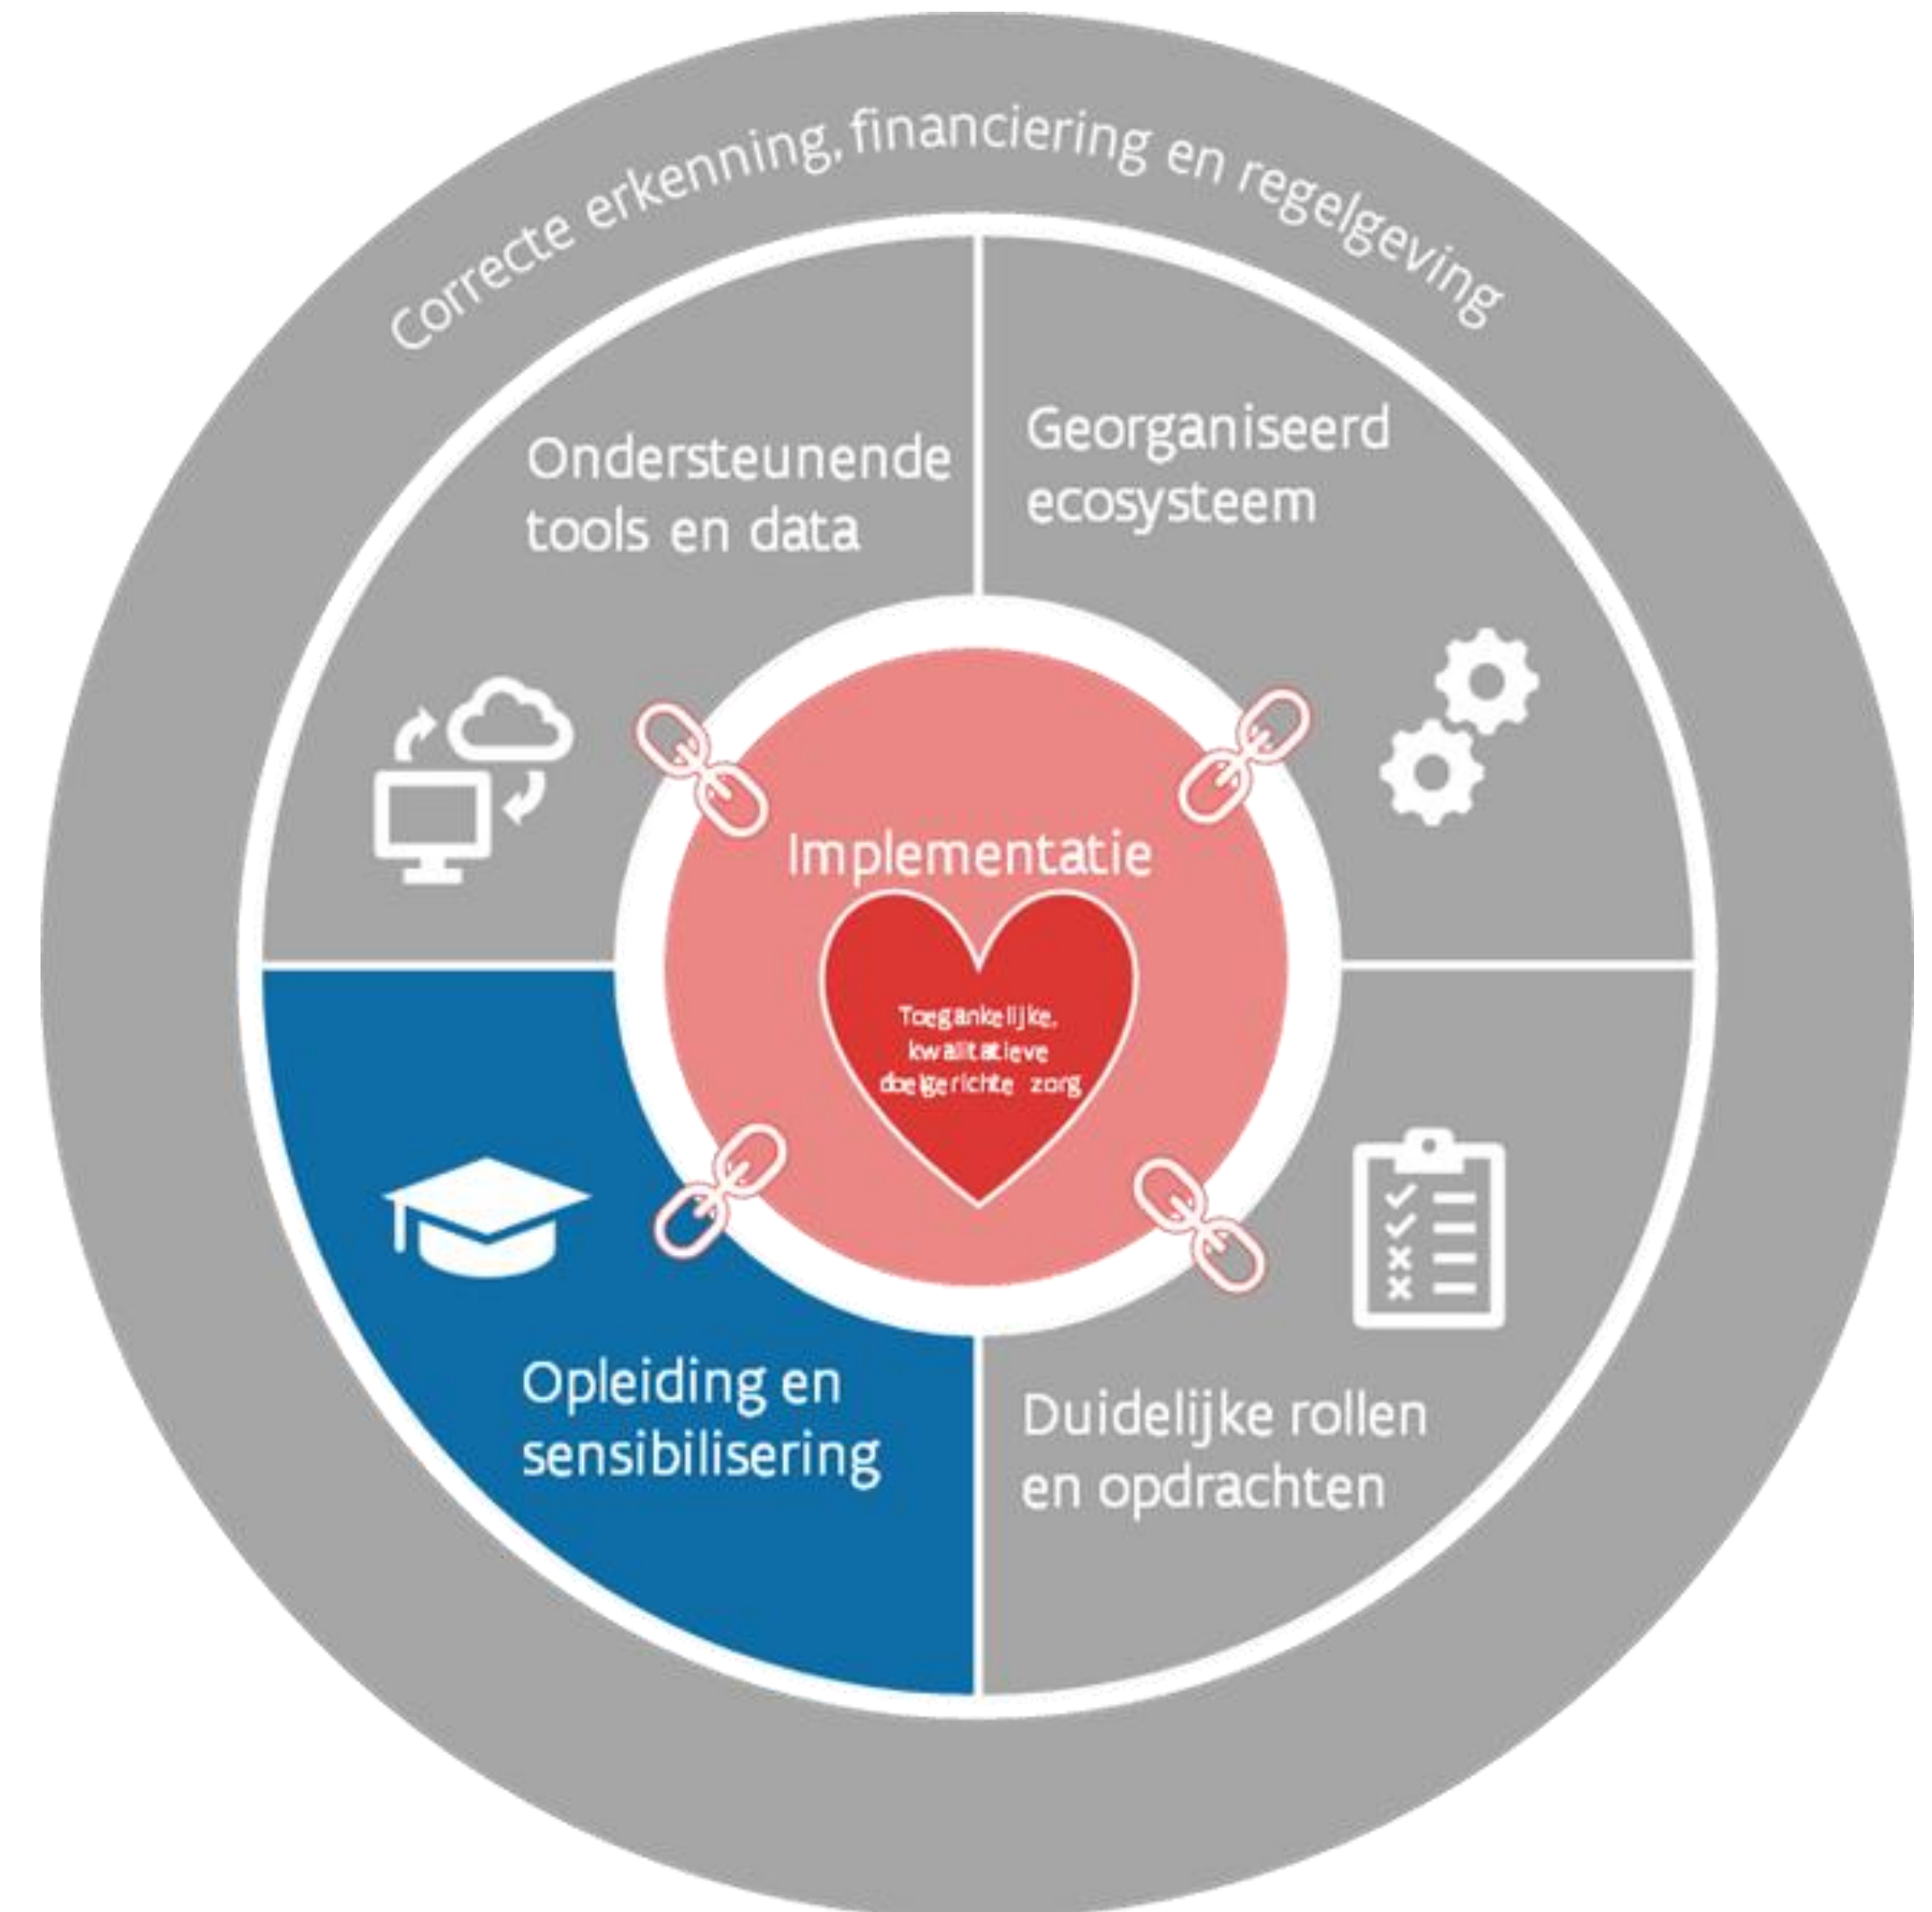 Correcte erkenning, financiering en regelgeving
Ondersteunende
tools en data
Georganiseerd
ecosysteem
Implementatie
Toegankelijke,
kwalitatieve
doelgerichte zorg
Opleiding en
sensibilisering
Duidelijke rollen
en opdrachten